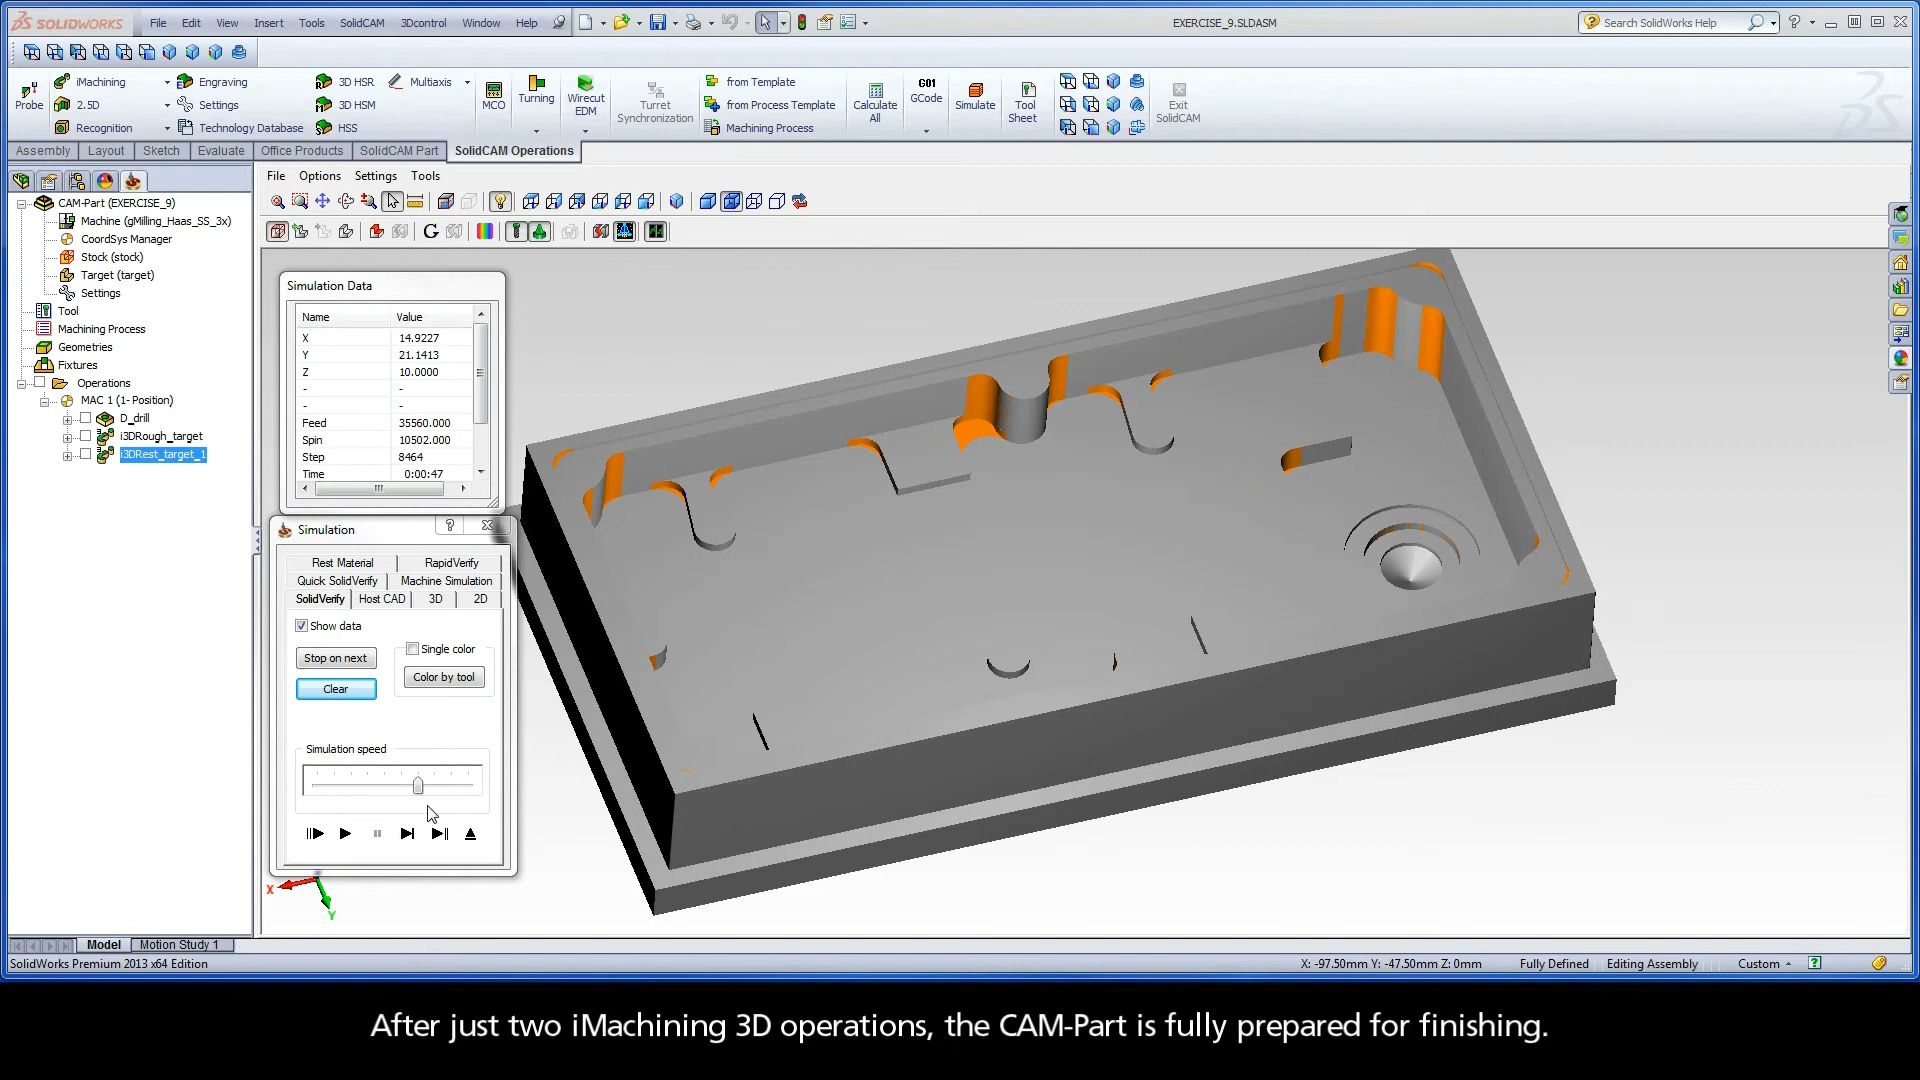 SOLIDWORKS File Edit View Insert Tools SolidCAM 3Dcontrol Window Help EXERCISE_9.SLDASM Search SolidWorks Help
Probe iMachining 2.5D Recognition Engraving Settings Technology Database 3D HSR 3D HSM HSS Multiaxis MCO Turning Wirecut EDM Turret Synchronization from Template from Process Template Machining Process Calculate All G01 GCode Simulate Tool Sheet Exit SolidCAM
Assembly Layout Sketch Evaluate Office Products SolidCAM Part SolidCAM Operations
File Options Settings Tools
CAM-Part (EXERCISE_9)
Machine (gMilling_Haas_SS_3x)
CoordSys Manager
Stock (stock)
Target (target)
Settings
Tool
Machining Process
Geometries
Fixtures
Operations
MAC 1 (1- Position)
D_drill
i3DRough_target
i3DRest_target_1
Simulation Data
Name Value
X 14.9227
Y 21.1413
Z 10.0000
- -
- -
Feed 35560.000
Spin 10502.000
Step 8464
Time 0:00:47
Simulation
Rest Material RapidVerify
Quick SolidVerify Machine Simulation
SolidVerify Host CAD 3D 2D
Show data
Stop on next
Clear
Single color
Color by tool
Simulation speed
X
Y
Model Motion Study 1
SolidWorks Premium 2013 x64 Edition X: -97.50mm Y: -47.50mm Z: 0mm Fully Defined Editing Assembly Custom
After just two iMachining 3D operations, the CAM-Part is fully prepared for finishing.